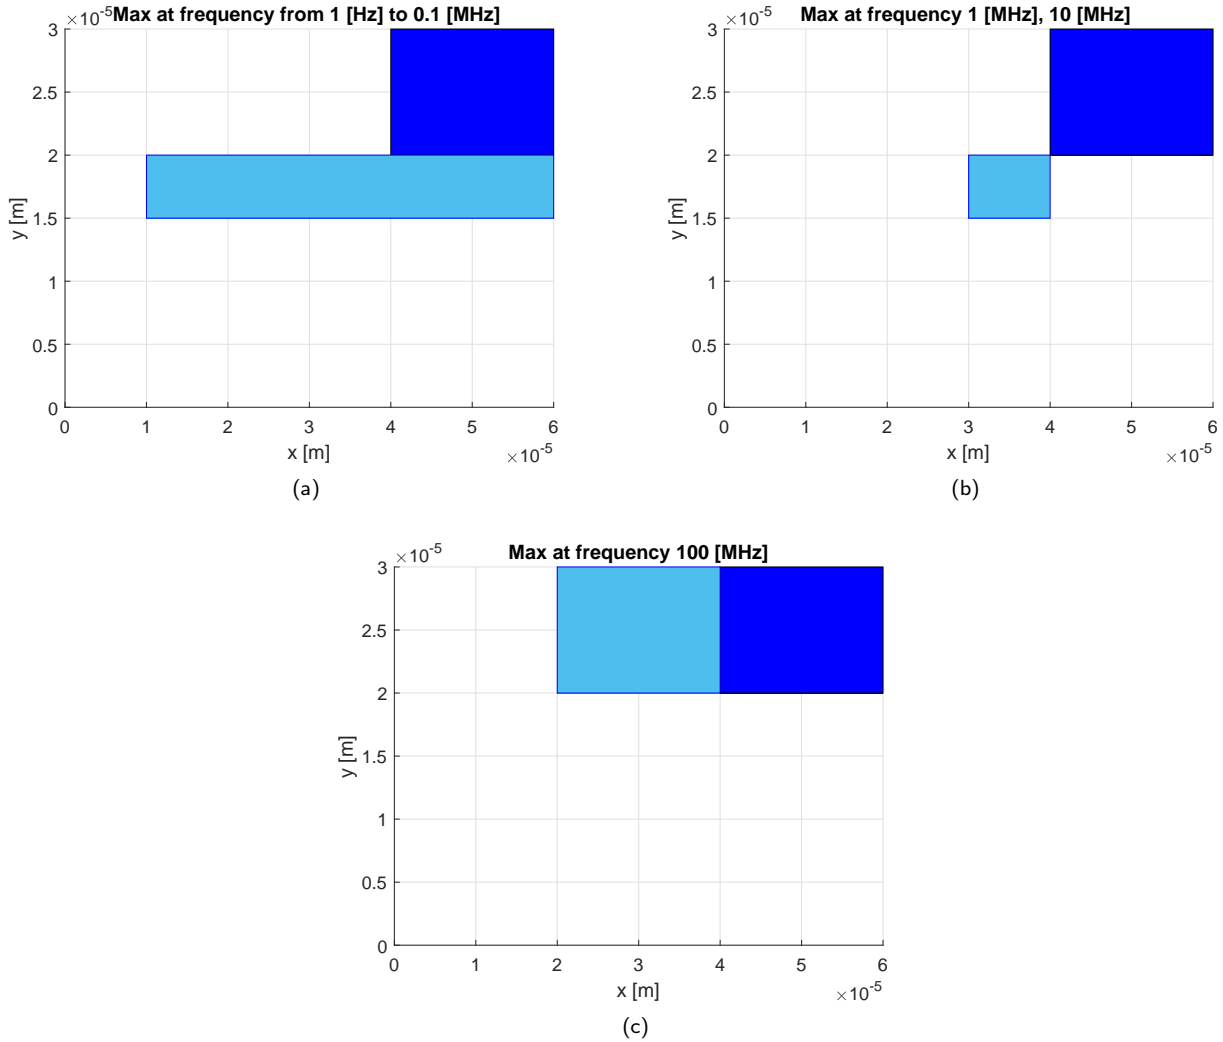 ×10-5 Max at frequency from 1 [Hz] to 0.1 [MHz]
3
2.5
2
1.5
1
0.5
0
y [m]
0 1 2 3 4 5 6
x [m] ×10-5
(a)
×10-5 Max at frequency 1 [MHz], 10 [MHz]
3
2.5
2
1.5
1
0.5
0
y [m]
0 1 2 3 4 5 6
x [m] ×10-5
(b)
×10-5 Max at frequency 100 [MHz]
3
2.5
2
1.5
1
0.5
0
y [m]
0 1 2 3 4 5 6
x [m] ×10-5
(c)